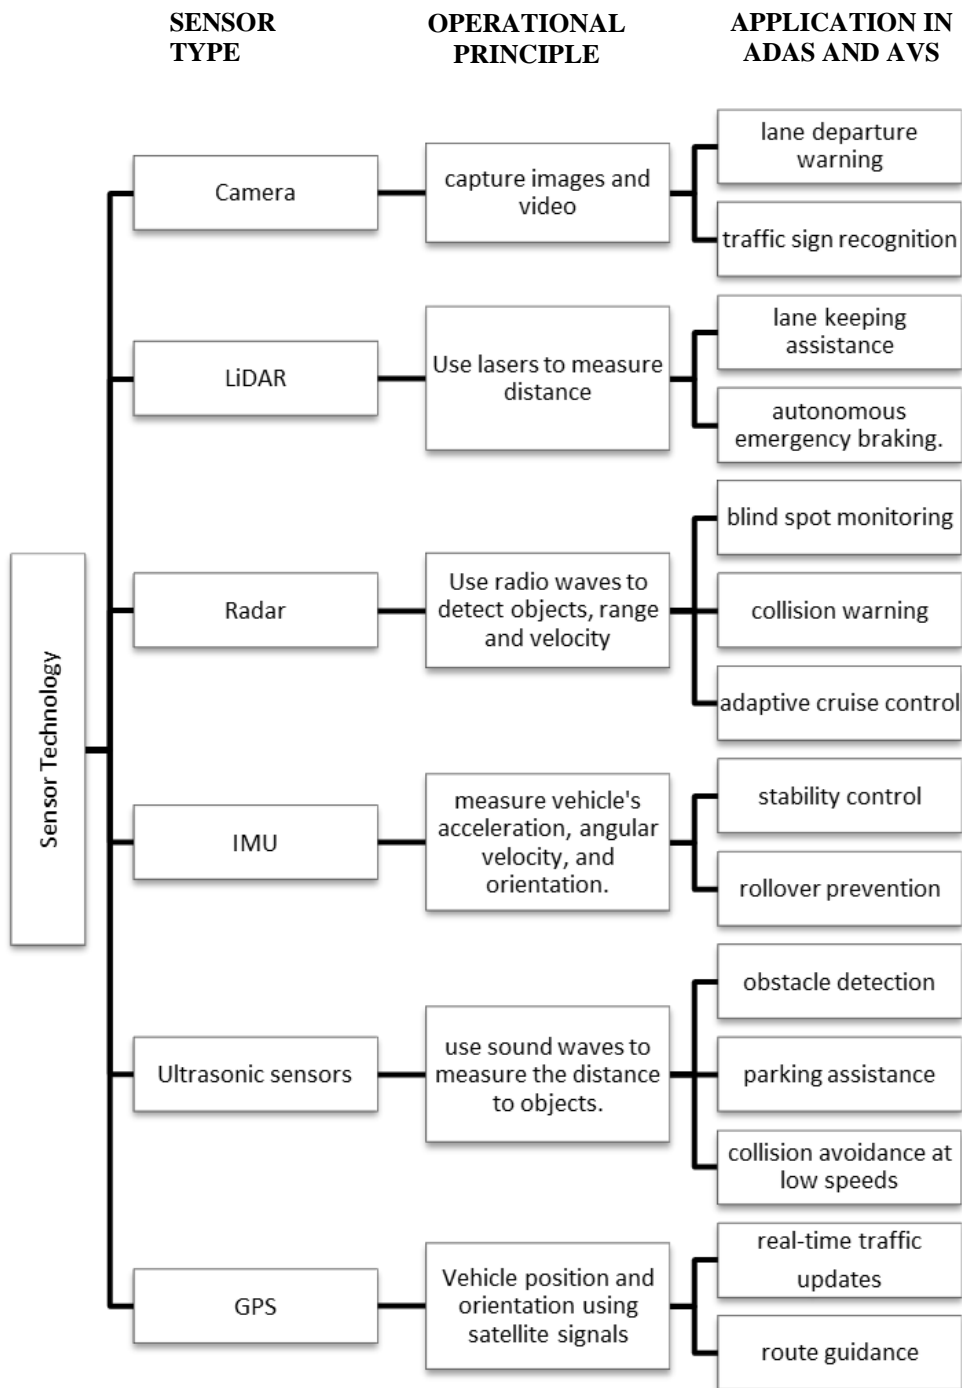 SENSOR
TYPE
OPERATIONAL
PRINCIPLE
APPLICATION IN
ADAS AND AVS
Sensor Technology
Camera
capture images and
video
lane departure
warning
traffic sign recognition
LiDAR
Use lasers to measure
distance
lane keeping
assistance
autonomous
emergency braking.
Radar
Use radio waves to
detect objects, range
and velocity
blind spot monitoring
collision warning
adaptive cruise control
IMU
measure vehicle's
acceleration, angular
velocity, and
orientation.
stability control
rollover prevention
Ultrasonic sensors
use sound waves to
measure the distance
to objects.
obstacle detection
parking assistance
collision avoidance at
low speeds
GPS
Vehicle position and
orientation using
satellite signals
real-time traffic
updates
route guidance